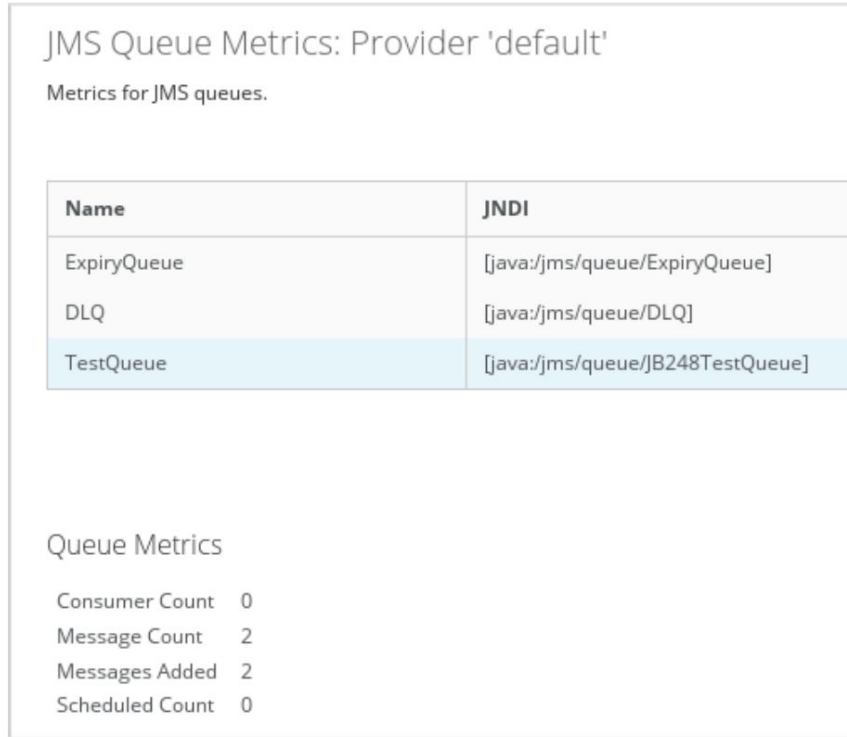 JMS Queue Metrics: Provider 'default'
Metrics for JMS queues.
Name JNDI
ExpiryQueue [java:/jms/queue/ExpiryQueue]
DLQ [java:/jms/queue/DLQ]
TestQueue [java:/jms/queue/JB248TestQueue]
Queue Metrics
Consumer Count 0
Message Count 2
Messages Added 2
Scheduled Count 0